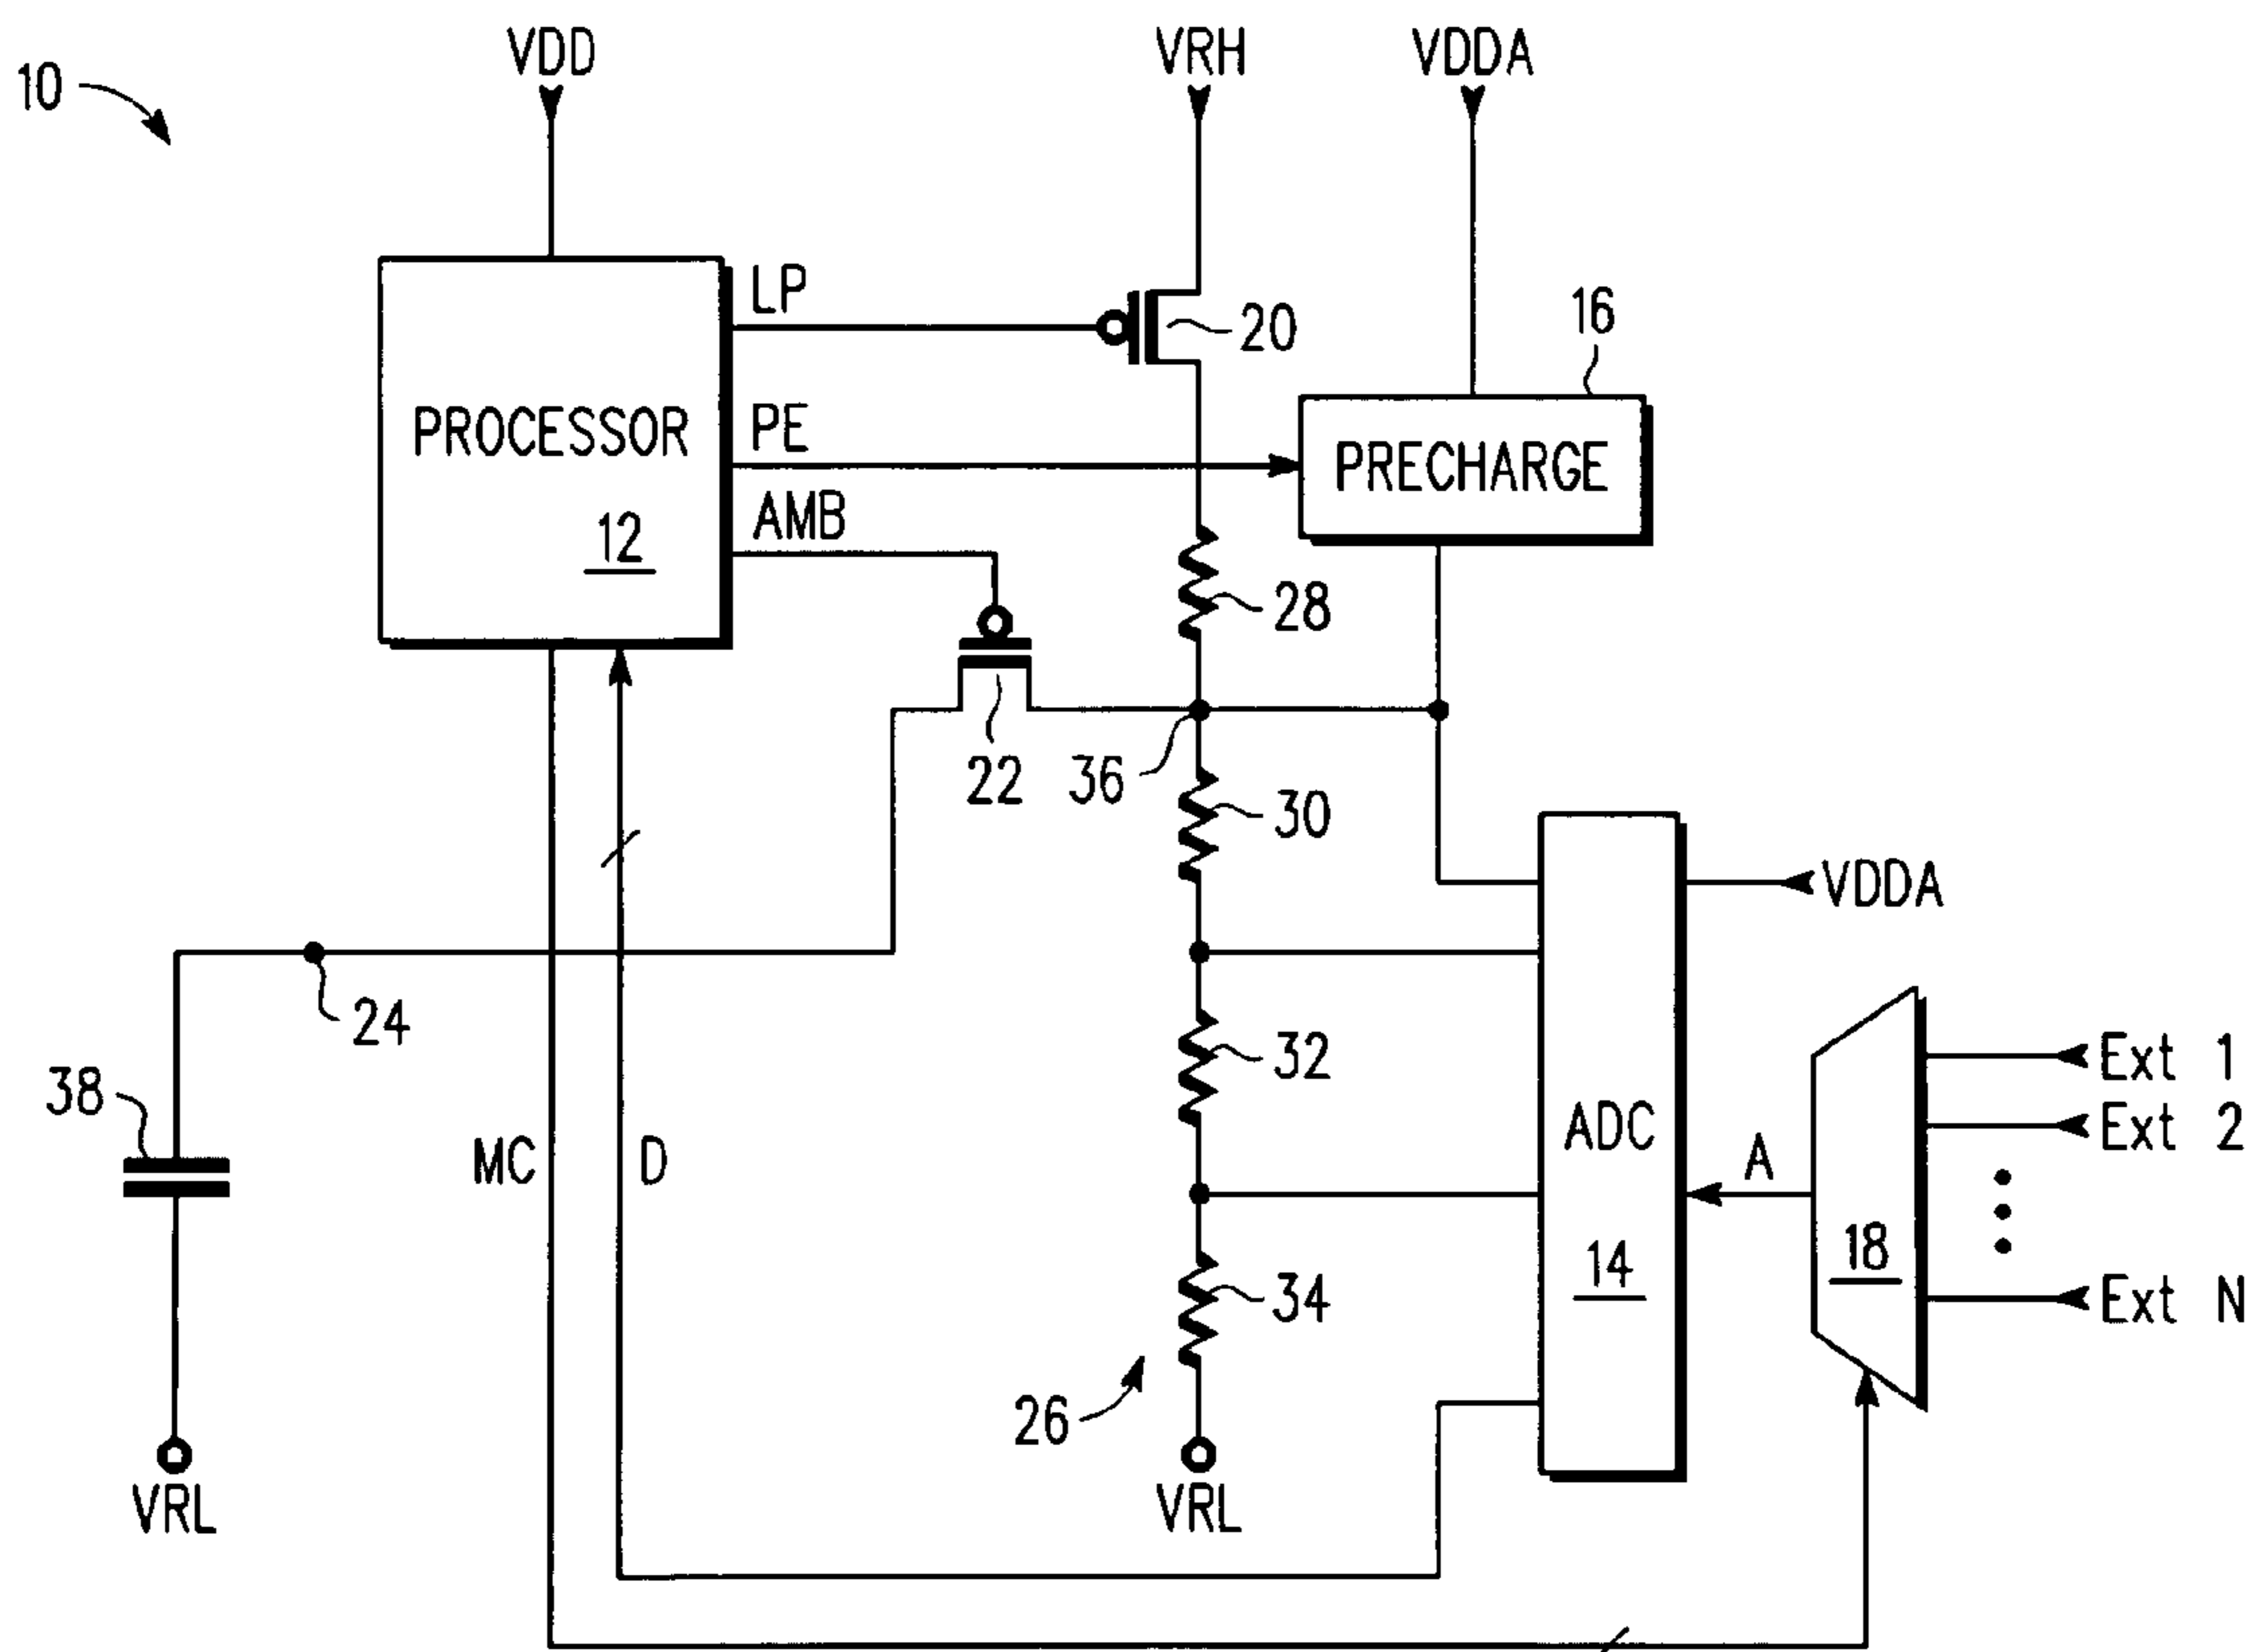 VDD
VRH
VDDA
10
LP
20
16
PROCESSOR
PE
PRECHARGE
AMB
12
28
22
36
30
VDDA
24
32
Ext 1
38
ADC
Ext 2
MC
D
A
18
14
34
Ext N
26
VRL
VRL